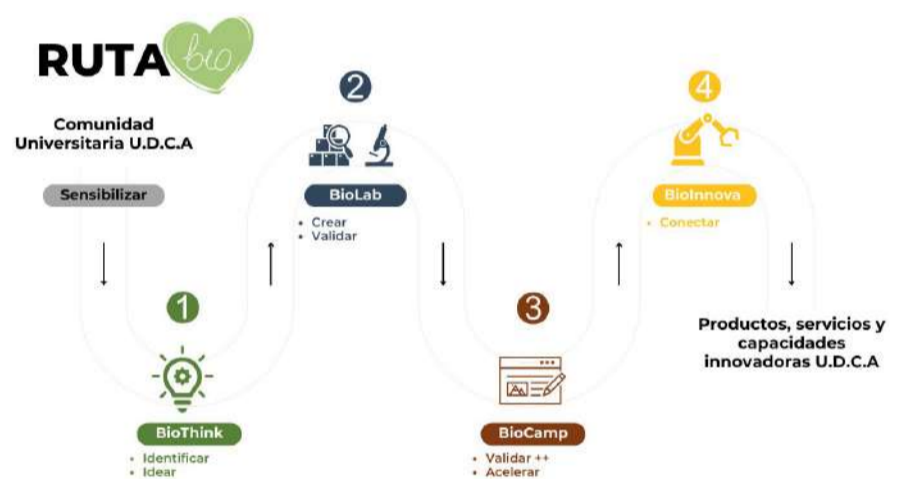 RUTA bio
Comunidad
Universitaria U.D.C.A
Sensibilizar
1
BioThink
• Identificar
• Idear
2
BioLab
• Crear
• Validar
3
BioCamp
• Validar ++
• Acelerar
4
BioInnova
• Conectar
Productos, servicios y
capacidades
innovadoras U.D.C.A